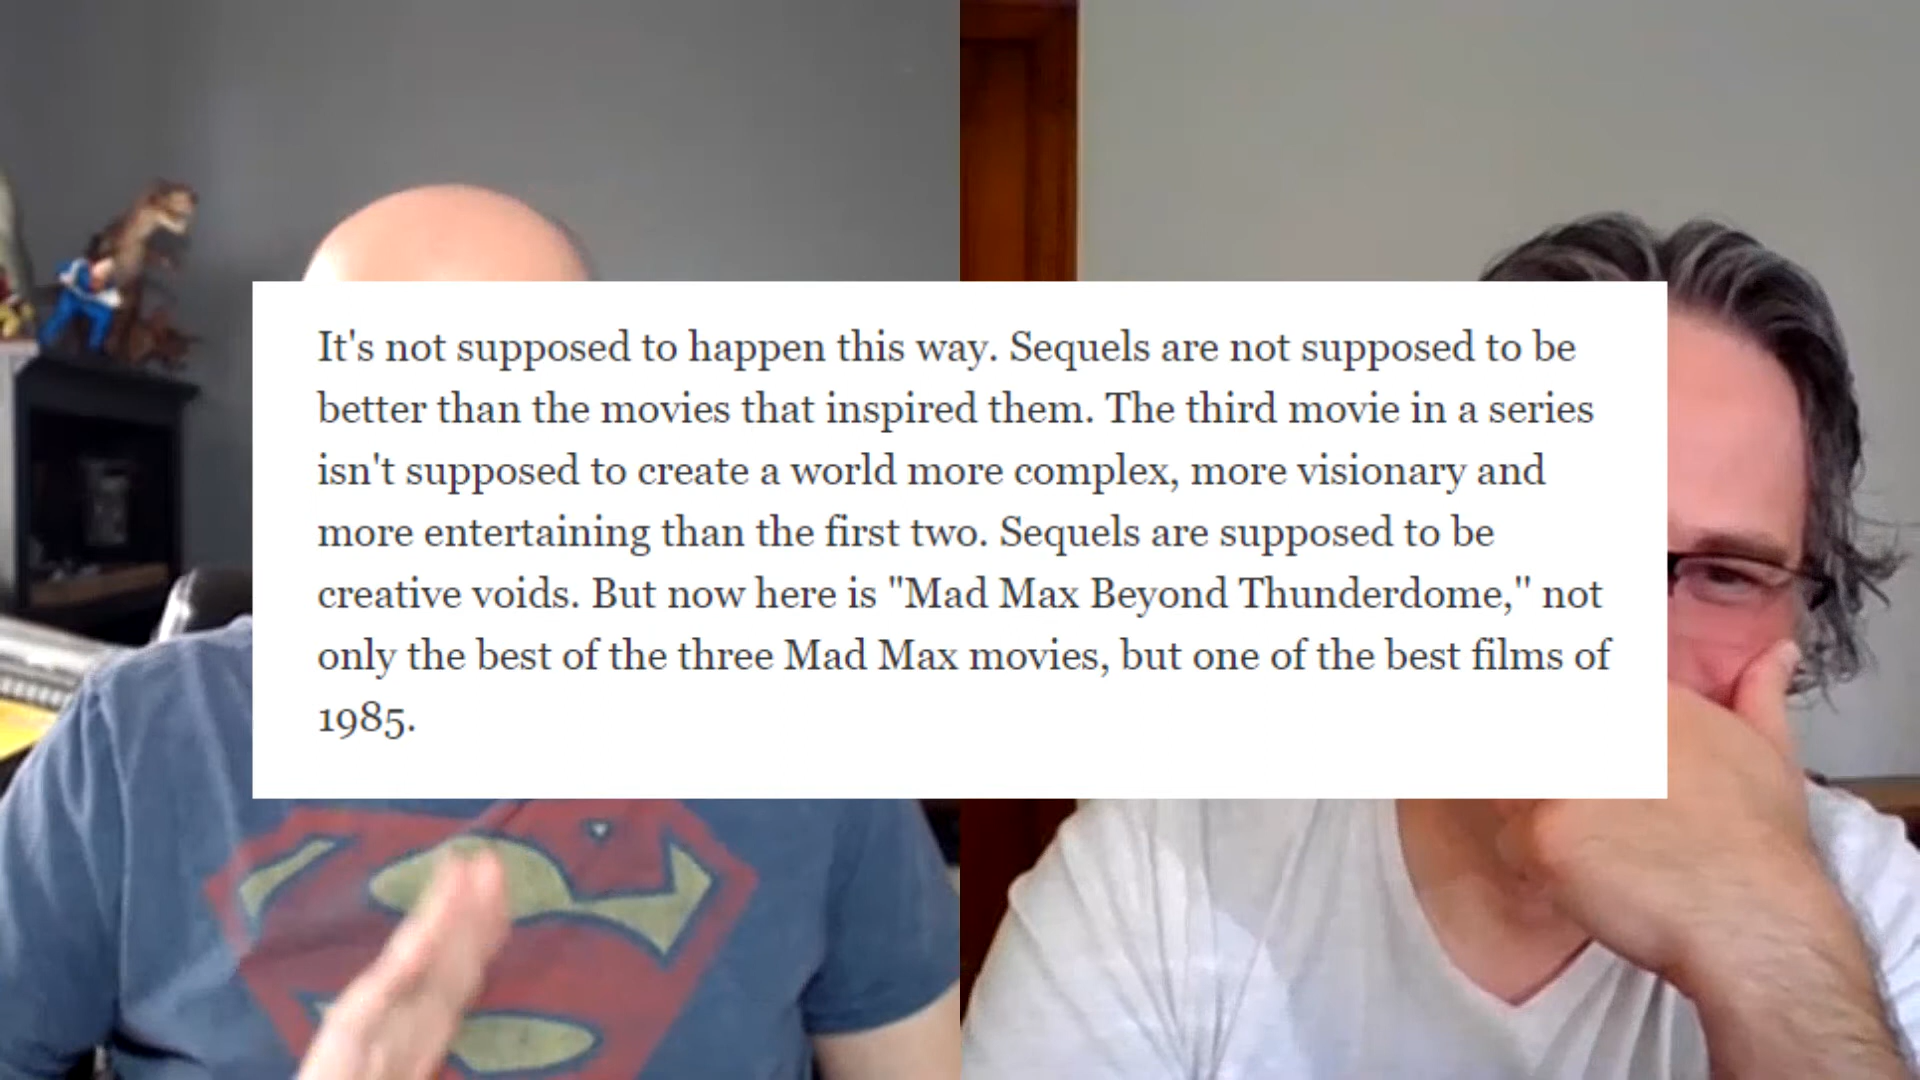 It's not supposed to happen this way. Sequels are not supposed to be
better than the movies that inspired them. The third movie in a series
isn't supposed to create a world more complex, more visionary and
more entertaining than the first two. Sequels are supposed to be
creative voids. But now here is "Mad Max Beyond Thunderdome," not
only the best of the three Mad Max movies, but one of the best films of
1985.